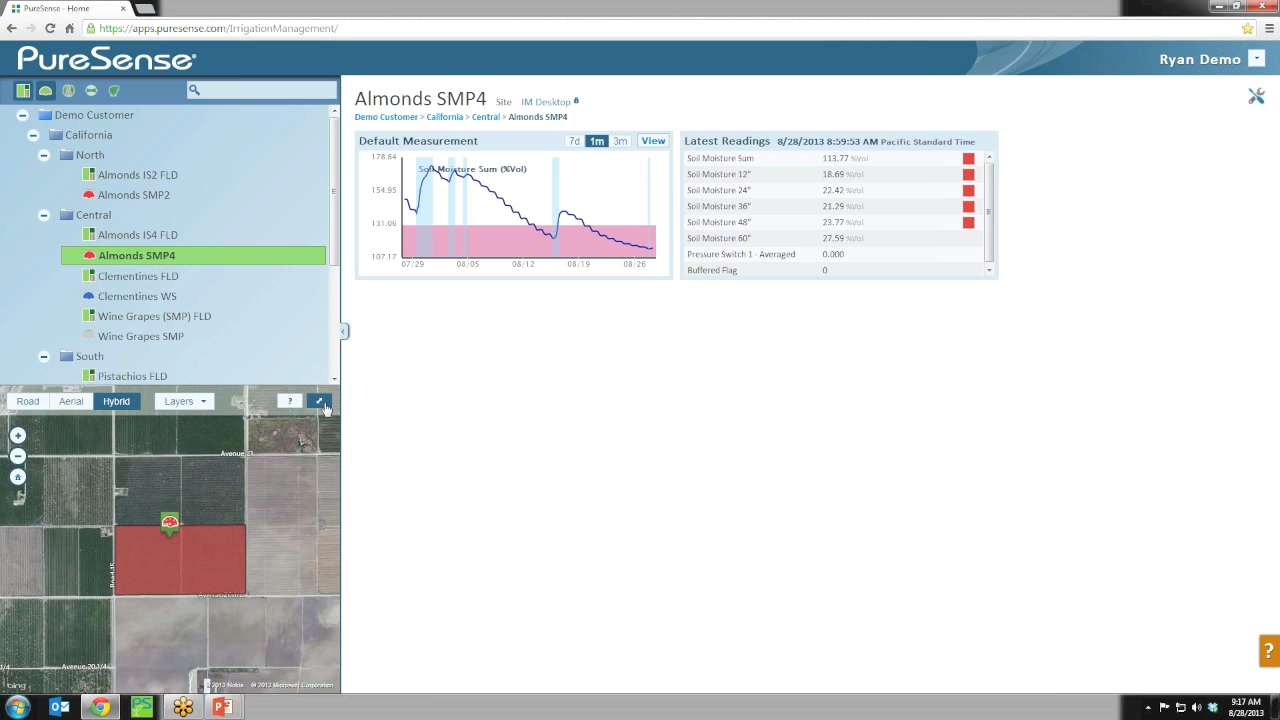 PureSense - Home
https://apps.puresense.com/IrrigationManagement/
PureSense
Ryan Demo
Demo Customer
California
North
Almonds IS2 FLD
Almonds SMP2
Central
Almonds IS4 FLD
Almonds SMP4
Clementines FLD
Clementines WS
Wine Grapes (SMP) FLD
Wine Grapes SMP
South
Pistachios FLD
Almonds SMP4 Site IM Desktop
Demo Customer > California > Central > Almonds SMP4
Default Measurement 7d 1m 3m View
Soil Moisture Sum (%Vol)
178.84
154.95
131.06
107.17
07/29 08/05 08/12 08/19 08/26
Latest Readings 8/28/2013 8:59:53 AM Pacific Standard Time
Soil Moisture Sum 113.77 %Vol
Soil Moisture 12" 18.69 %Vol
Soil Moisture 24" 22.42 %Vol
Soil Moisture 36" 21.29 %Vol
Soil Moisture 48" 23.77 %Vol
Soil Moisture 60" 27.59 %Vol
Pressure Switch 1 - Averaged 0.000
Buffered Flag 0
Road Aerial Hybrid Layers ?
Avenue 21
Avenue 20 1/4
bing
© 2013 Nokia © 2013 Microsoft Corporation
?
9:17 AM
8/28/2013